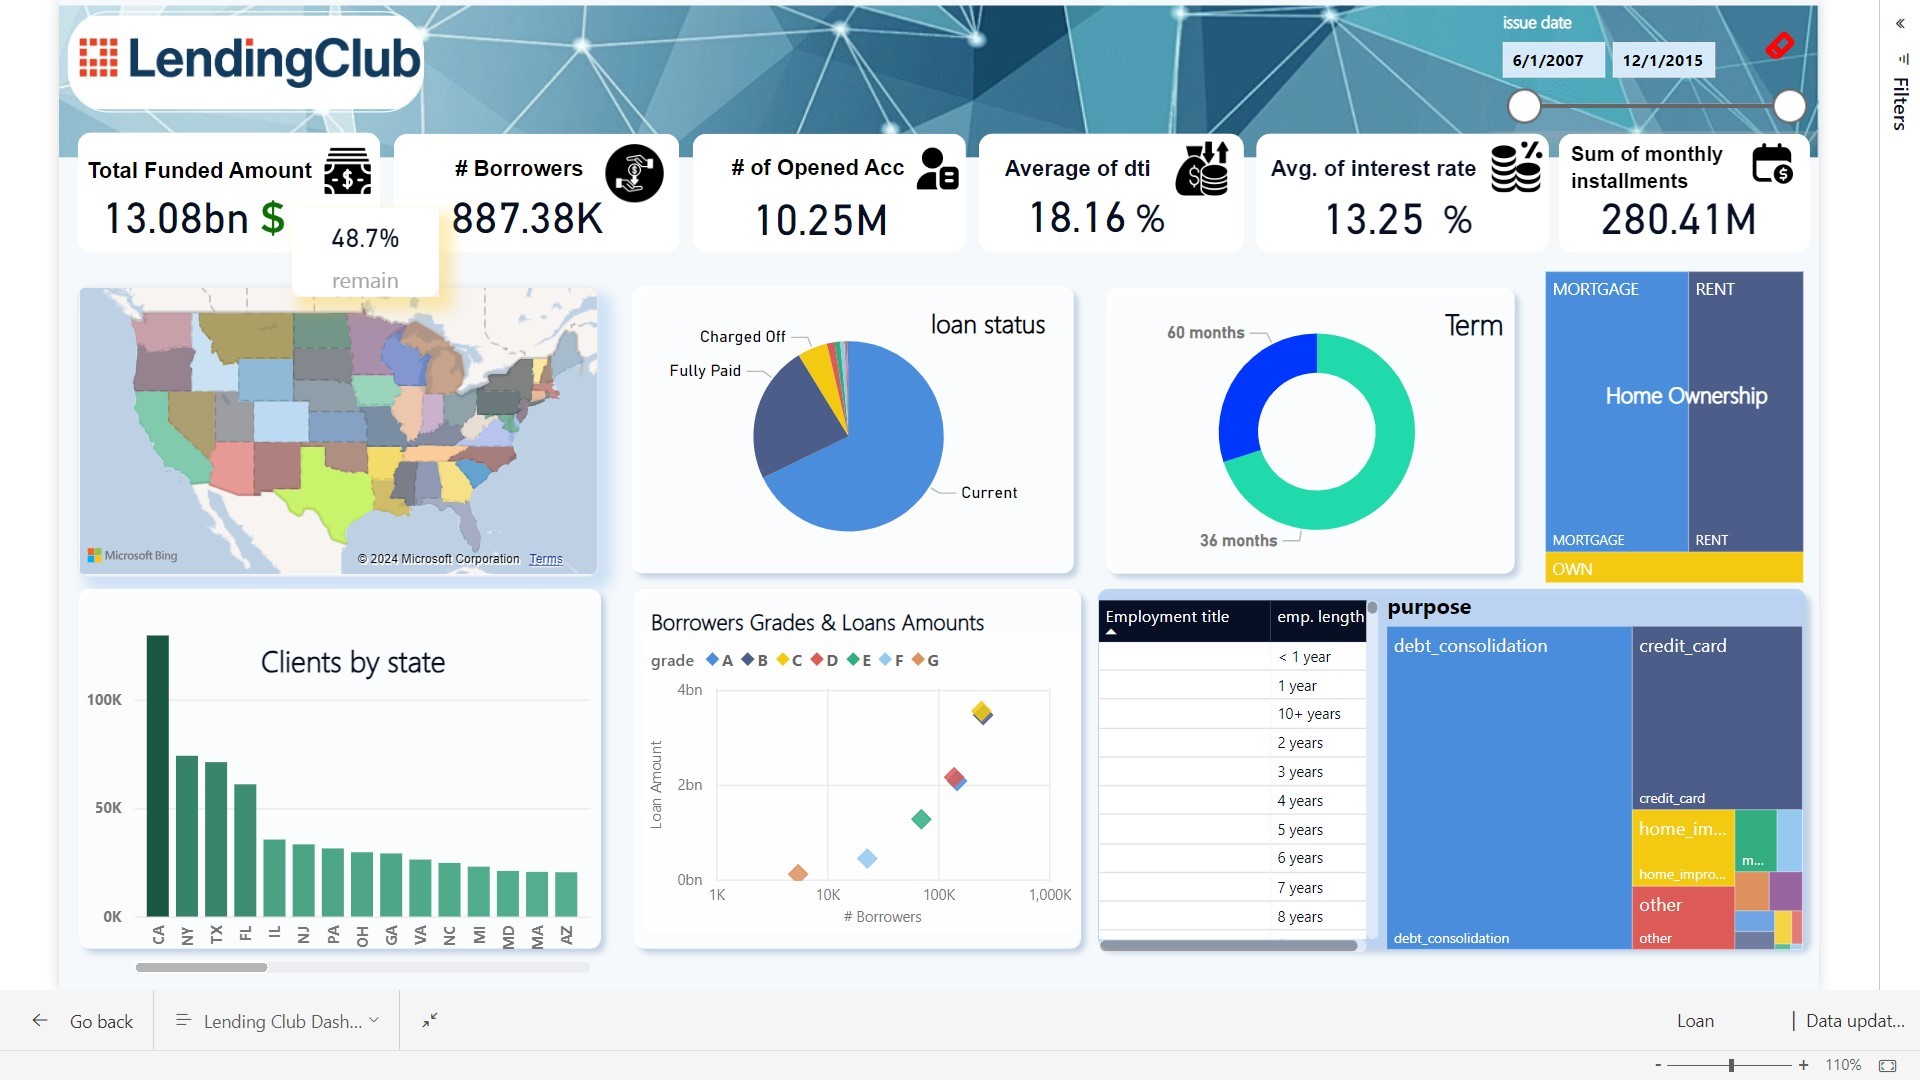 LendingClub
issue date
6/1/2007
12/1/2015
«
Filters
Total Funded Amount
13.08bn $
# Borrowers
887.38K
# of Opened Acc
10.25M
Average of dti
18.16 %
Avg. of interest rate
13.25 %
Sum of monthly
installments
280.41M
48.7%
remain
Microsoft Bing
© 2024 Microsoft Corporation Terms
loan status
Charged Off
Fully Paid
Current
Term
60 months
36 months
MORTGAGE
RENT
Home Ownership
MORTGAGE
RENT
OWN
Clients by state
100K
50K
0K
CA
NY
TX
FL
IL
NJ
PA
OH
GA
VA
NC
MI
MD
MA
AZ
Borrowers Grades & Loans Amounts
grade A B C D E F G
Loan Amount
4bn
2bn
0bn
1K
10K
100K
1,000K
# Borrowers
Employment title
emp. length
< 1 year
1 year
10+ years
2 years
3 years
4 years
5 years
6 years
7 years
8 years
purpose
debt_consolidation
debt_consolidation
credit_card
credit_card
home_im...
home_impro...
m...
other
other
Go back
Lending Club Dash...
Loan
| Data updat...
- + 110%